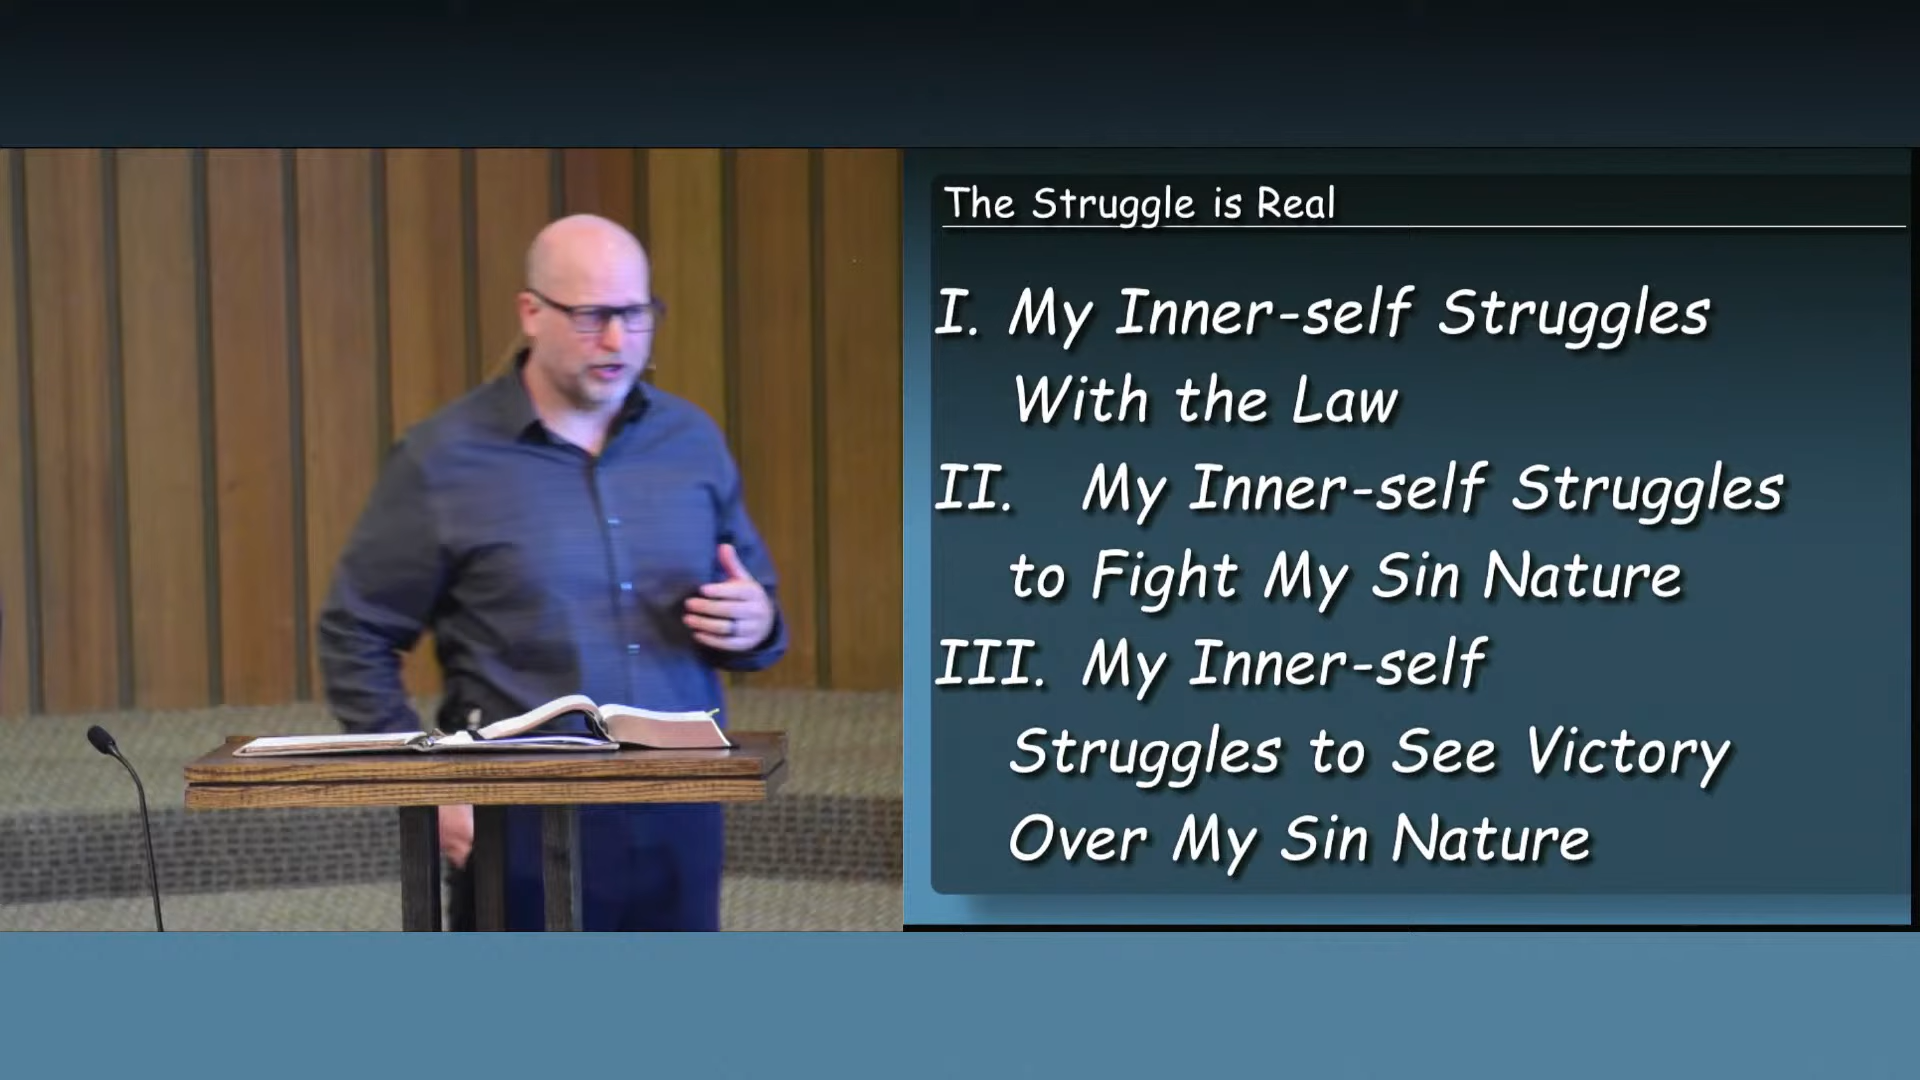 The Struggle is Real
I. My Inner-self Struggles
With the Law
II. My Inner-self Struggles
to Fight My Sin Nature
III. My Inner-self
Struggles to See Victory
Over My Sin Nature